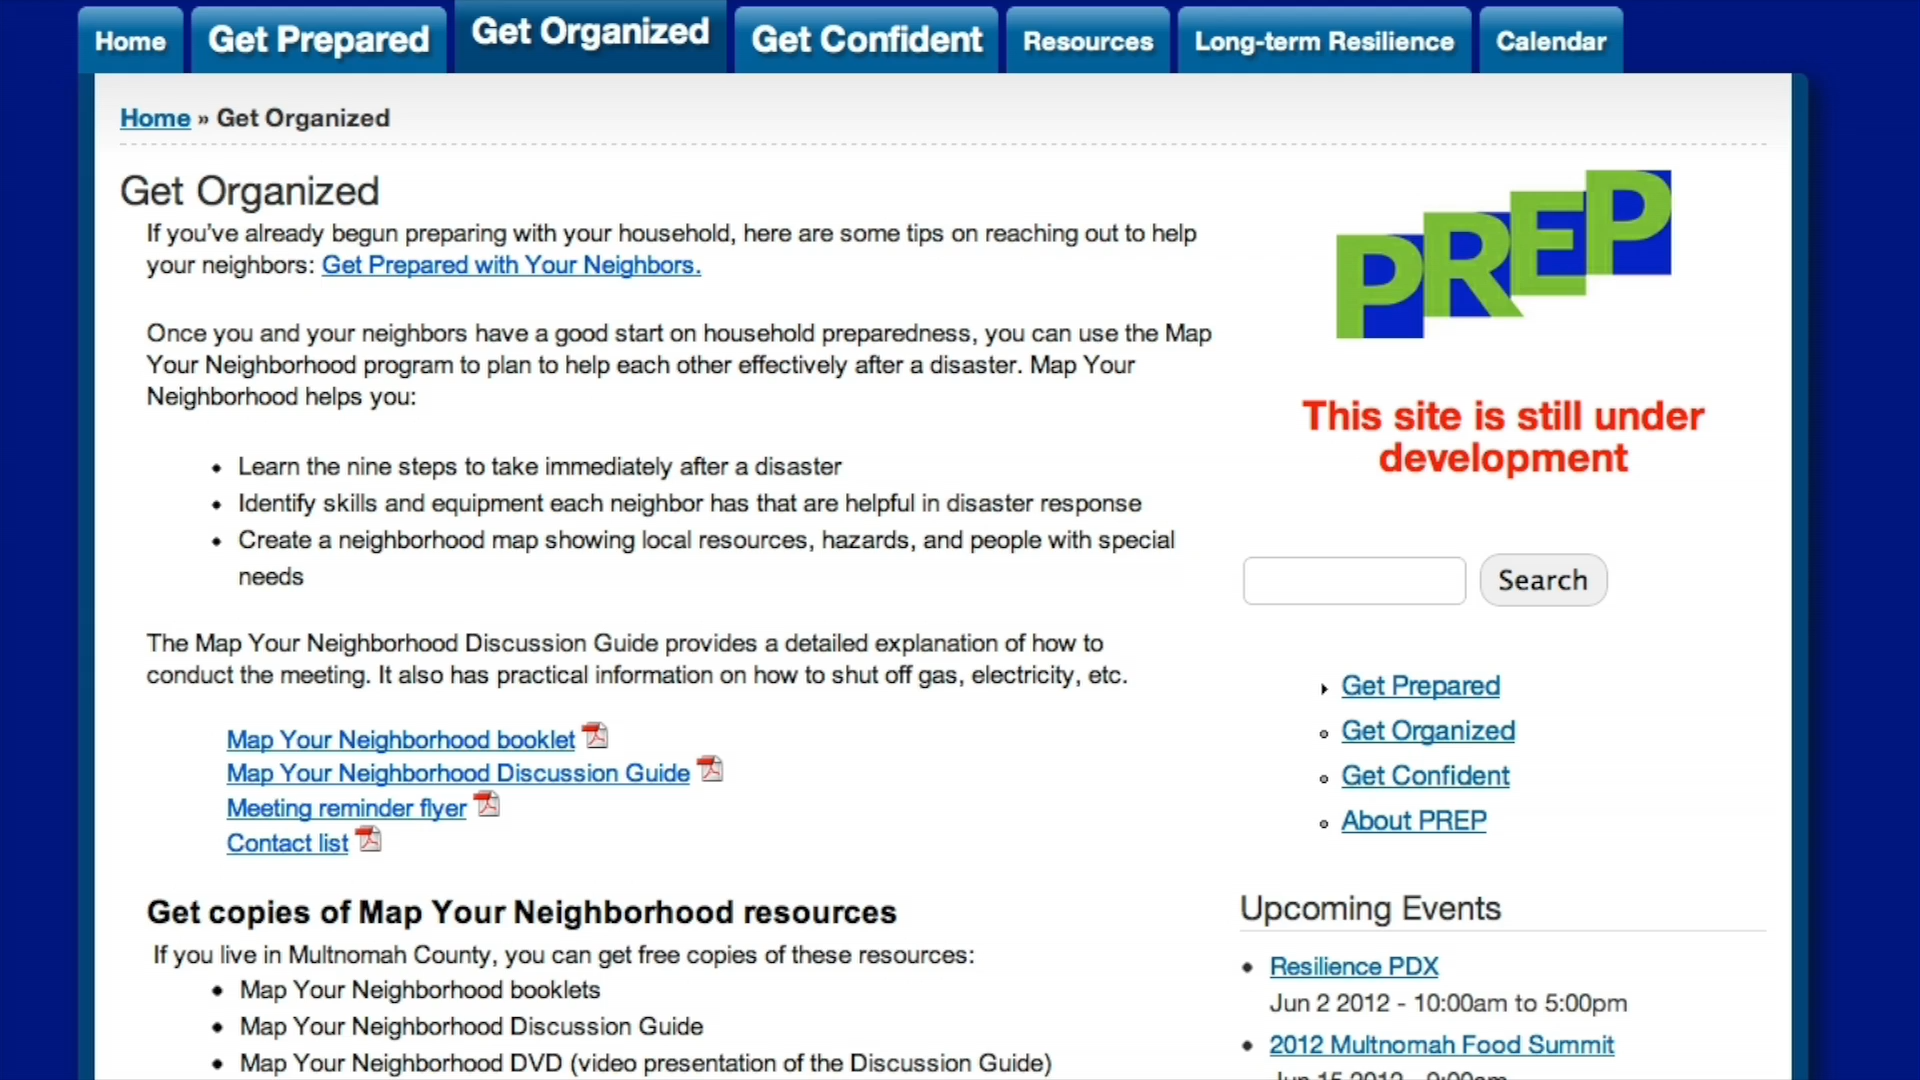 Home
Get Prepared
Get Organized
Get Confident
Resources
Long-term Resilience
Calendar
Home » Get Organized
Get Organized
If you've already begun preparing with your household, here are some tips on reaching out to help
your neighbors: Get Prepared with Your Neighbors.
Once you and your neighbors have a good start on household preparedness, you can use the Map
Your Neighborhood program to plan to help each other effectively after a disaster. Map Your
Neighborhood helps you:
• Learn the nine steps to take immediately after a disaster
• Identify skills and equipment each neighbor has that are helpful in disaster response
• Create a neighborhood map showing local resources, hazards, and people with special
needs
The Map Your Neighborhood Discussion Guide provides a detailed explanation of how to
conduct the meeting. It also has practical information on how to shut off gas, electricity, etc.
Map Your Neighborhood booklet
Map Your Neighborhood Discussion Guide
Meeting reminder flyer
Contact list
Get copies of Map Your Neighborhood resources
If you live in Multnomah County, you can get free copies of these resources:
• Map Your Neighborhood booklets
• Map Your Neighborhood Discussion Guide
• Map Your Neighborhood DVD (video presentation of the Discussion Guide)
PREP
This site is still under
development
Search
Get Prepared
Get Organized
Get Confident
About PREP
Upcoming Events
• Resilience PDX
Jun 2 2012 - 10:00am to 5:00pm
• 2012 Multnomah Food Summit
Jun 15 2012 - 9:00am